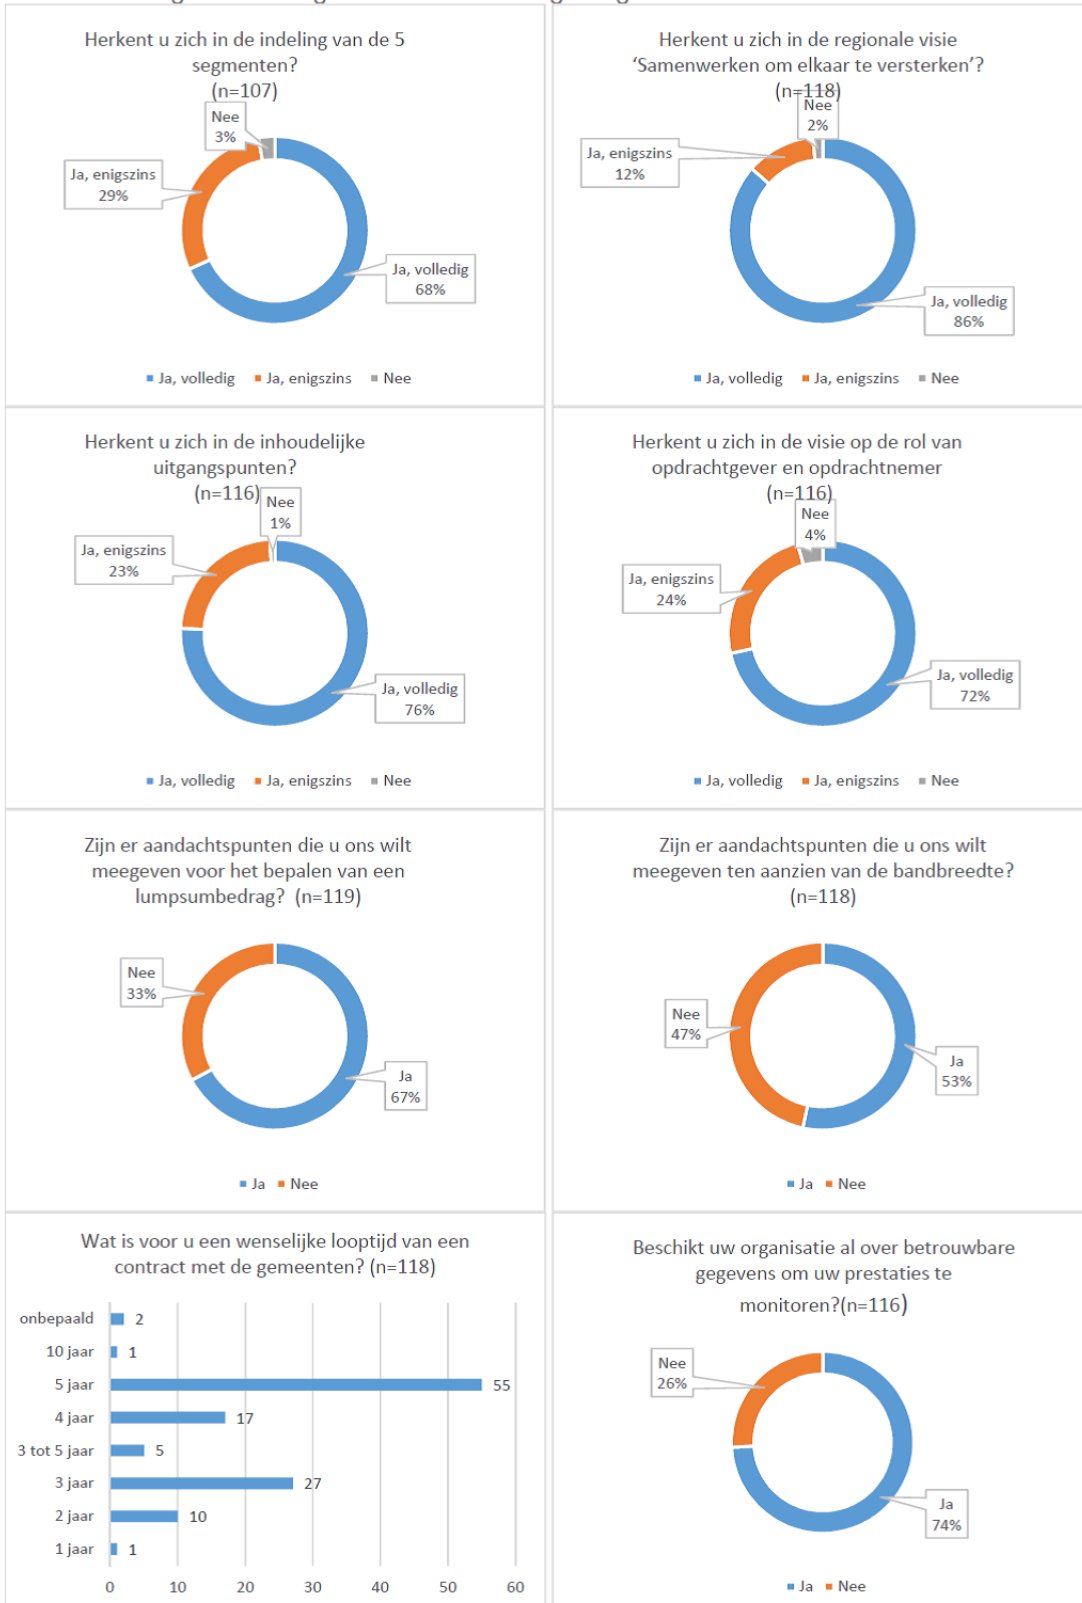 Herkent u zich in de indeling van de 5
segmenten?
(n=107)
Nee
3%
Ja, enigszins
29%
Ja, volledig
68%
Ja, volledig
Ja, enigszins
Nee
Herkent u zich in de regionale visie
‘Samenwerken om elkaar te versterken’?
(n=118)
Nee
2%
Ja, enigszins
12%
Ja, volledig
86%
Ja, volledig
Ja, enigszins
Nee
Herkent u zich in de inhoudelijke
uitgangspunten?
(n=116)
Nee
1%
Ja, enigszins
23%
Ja, volledig
76%
Ja, volledig
Ja, enigszins
Nee
Herkent u zich in de visie op de rol van
opdrachtgever en opdrachtnemer
(n=116)
Nee
4%
Ja, enigszins
24%
Ja, volledig
72%
Ja, volledig
Ja, enigszins
Nee
Zijn er aandachtspunten die u ons wilt
meegeven voor het bepalen van een
lumpsumbedrag? (n=119)
Nee
33%
Ja
67%
Ja
Nee
Zijn er aandachtspunten die u ons wilt
meegeven ten aanzien van de bandbreedte?
(n=118)
Nee
47%
Ja
53%
Ja
Nee
Wat is voor u een wenselijke looptijd van een
contract met de gemeenten? (n=118)
onbepaald 2
10 jaar 1
5 jaar 55
4 jaar 17
3 tot 5 jaar 5
3 jaar 27
2 jaar 10
1 jaar 1
0 10 20 30 40 50 60
Beschikt uw organisatie al over betrouwbare
gegevens om uw prestaties te
monitoren?(n=116)
Nee
26%
Ja
74%
Ja
Nee